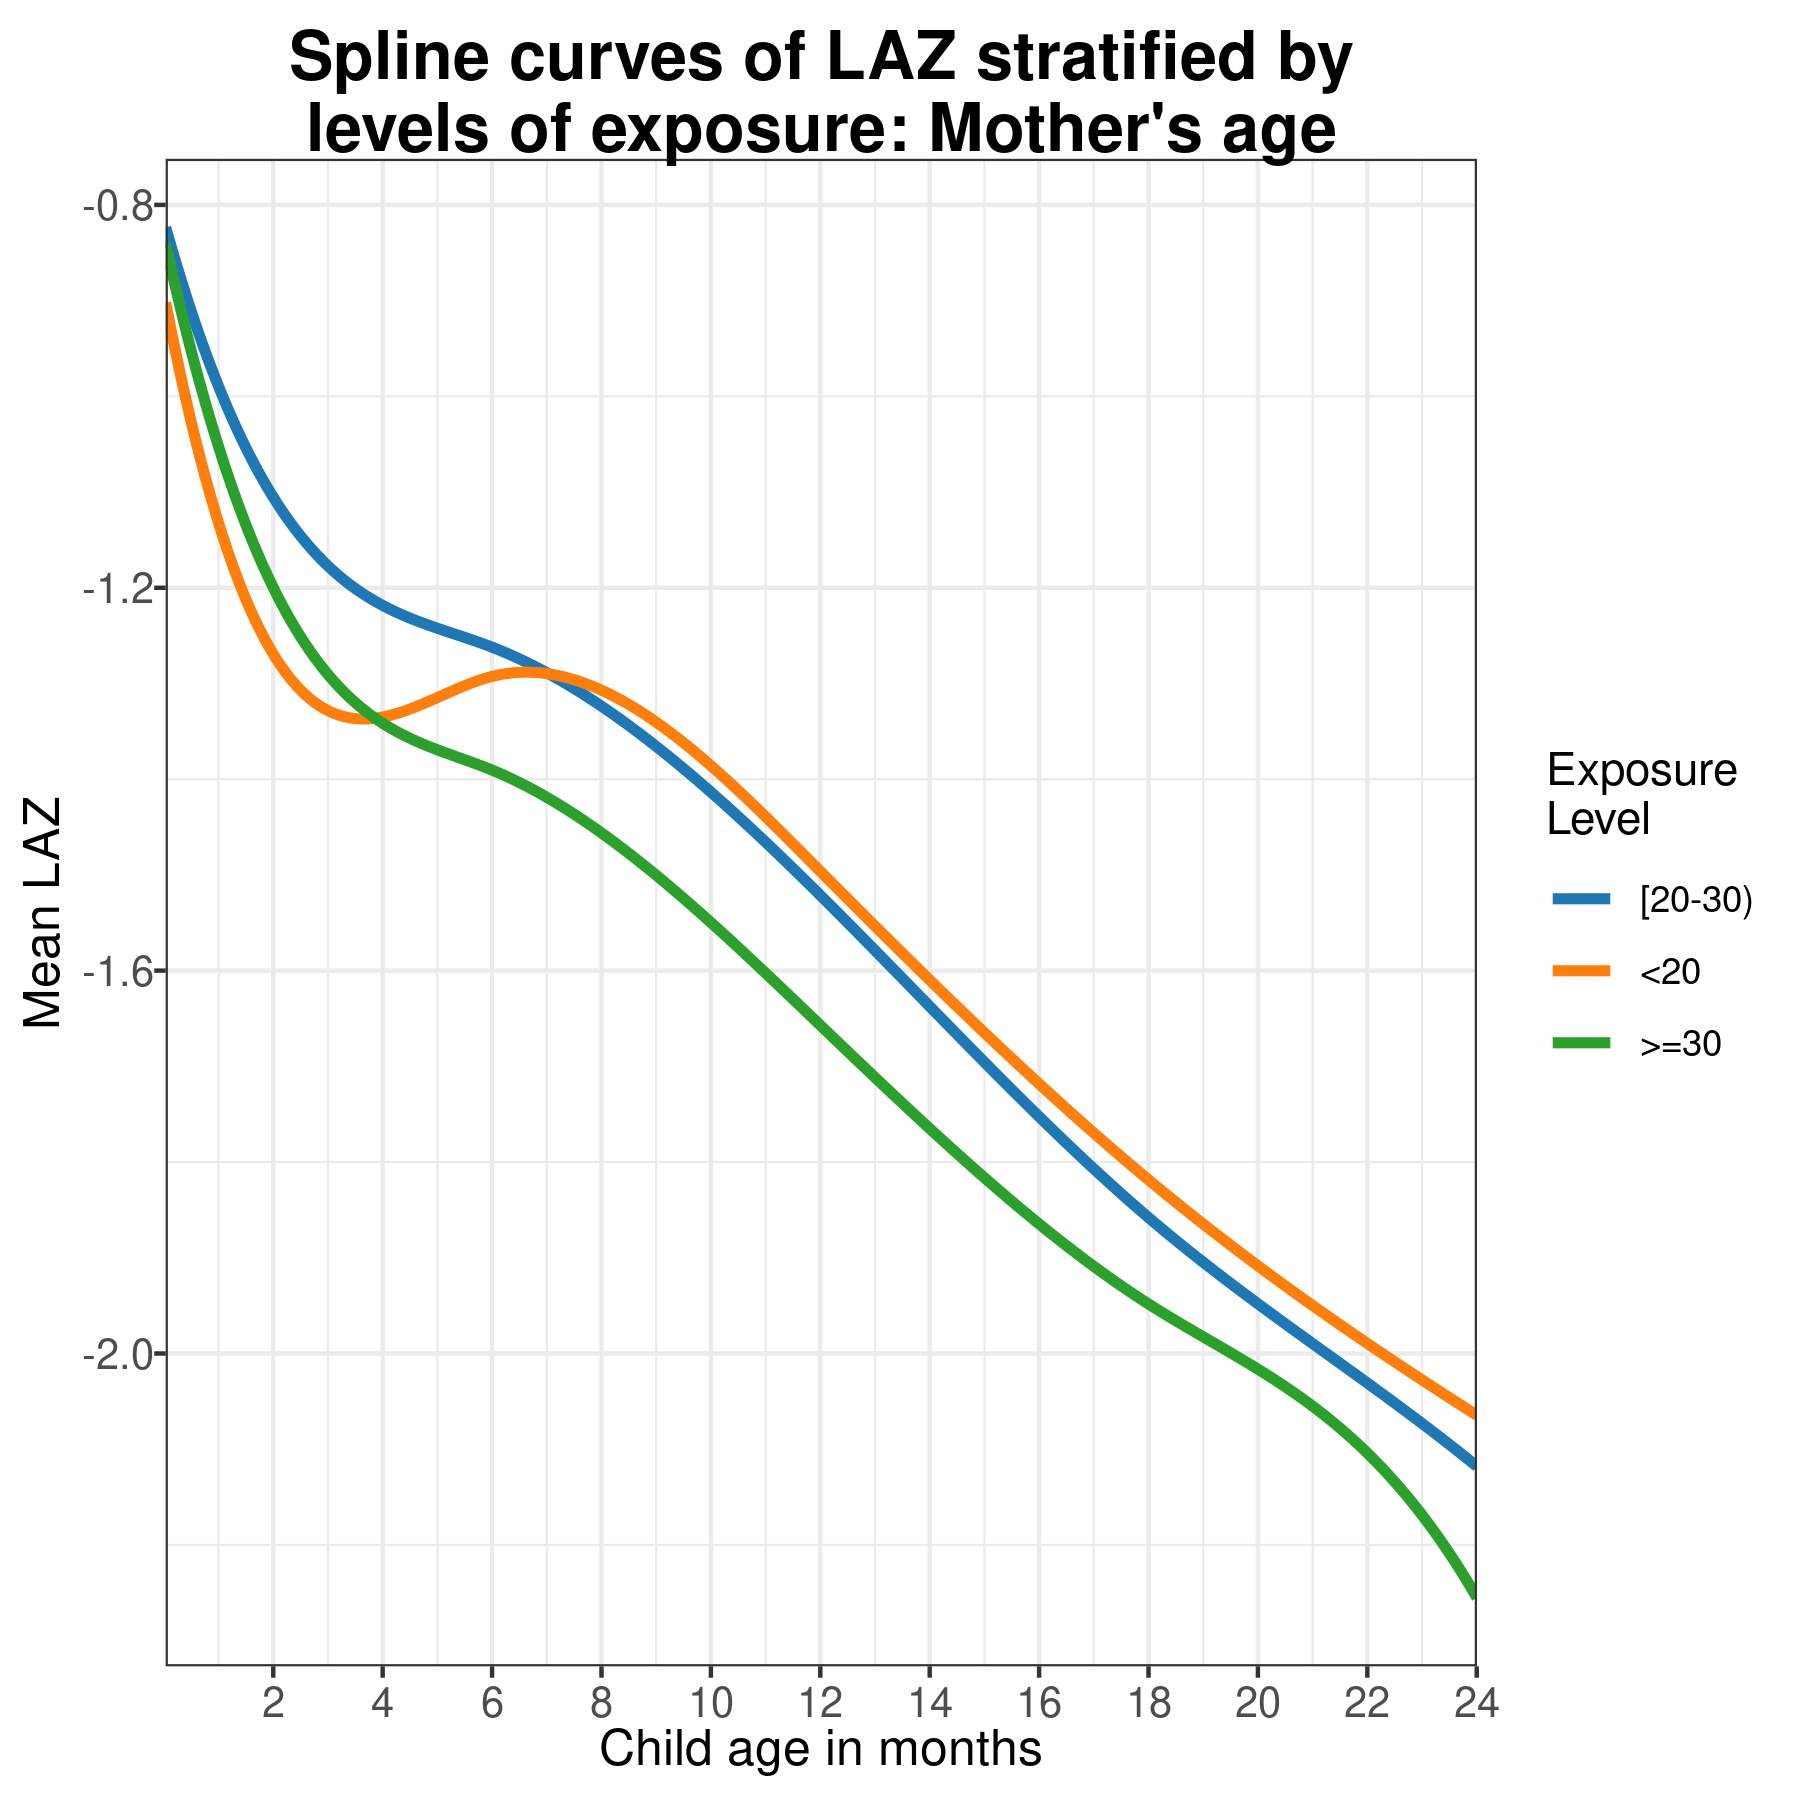 Spline curves of LAZ stratified by
levels of exposure: Mother's age
Mean LAZ
-0.8
-1.2
-1.6
-2.0
2 4 6 8 10 12 14 16 18 20 22 24
Child age in months
Exposure
Level
[20-30)
<20
>=30